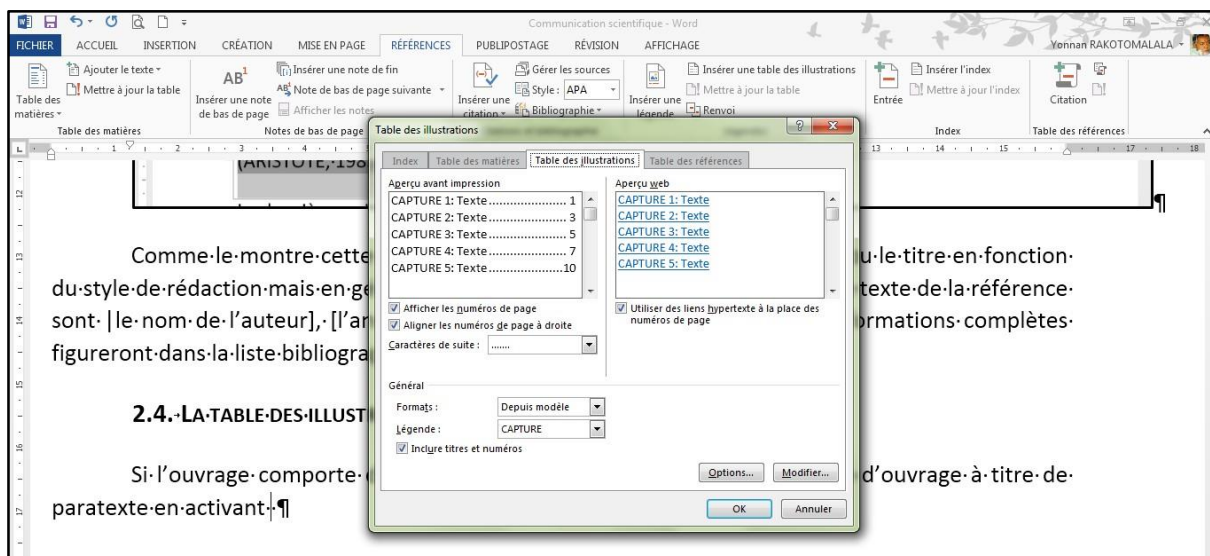 Communication scientifique - Word
FICHIER ACCUEIL INSERTION CRÉATION MISE EN PAGE RÉFÉRENCES PUBLIPOSTAGE RÉVISION AFFICHAGE Yonnan RAKOTOMALALA
Table des matières
Ajouter le texte
Mettre à jour la table
Table des matières
AB1
Insérer une note de bas de page
Insérer une note de fin
Note de bas de page suivante
Afficher les notes
Notes de bas de page
Insérer une citation
Gérer les sources
Style : APA
Bibliographie
Insérer une légende
Insérer une table des illustrations
Mettre à jour la table
Renvoi
Entrée
Insérer l'index
Mettre à jour l'index
Index
Citation
Table des références
(ARISTOTE, 198
Table des illustrations
Index Table des matières Table des illustrations Table des références
Aperçu avant impression
CAPTURE 1: Texte....................... 1
CAPTURE 2: Texte....................... 3
CAPTURE 3: Texte....................... 5
CAPTURE 4: Texte....................... 7
CAPTURE 5: Texte......................10
Afficher les numéros de page
Aligner les numéros de page à droite
Caractères de suite : .......
Aperçu web
CAPTURE 1: Texte
CAPTURE 2: Texte
CAPTURE 3: Texte
CAPTURE 4: Texte
CAPTURE 5: Texte
Utiliser des liens hypertexte à la place des
numéros de page
Général
Formats : Depuis modèle
Légende : CAPTURE
Inclure titres et numéros
Options... Modifier...
OK Annuler
Comme·le·montre·cette u·le·titre·en·fonction·
du·style·de·rédaction·mais·en·ge texte·de·la·référence·
sont· |le·nom·de·l'auteur],·[l'ar ormations·complètes·
figureront·dans·la·liste·bibliogra
2.4.→LA·TABLE·DES·ILLUST
Si·l'ouvrage·comporte· d'ouvrage·à·titre·de·
paratexte·en·activant·¶